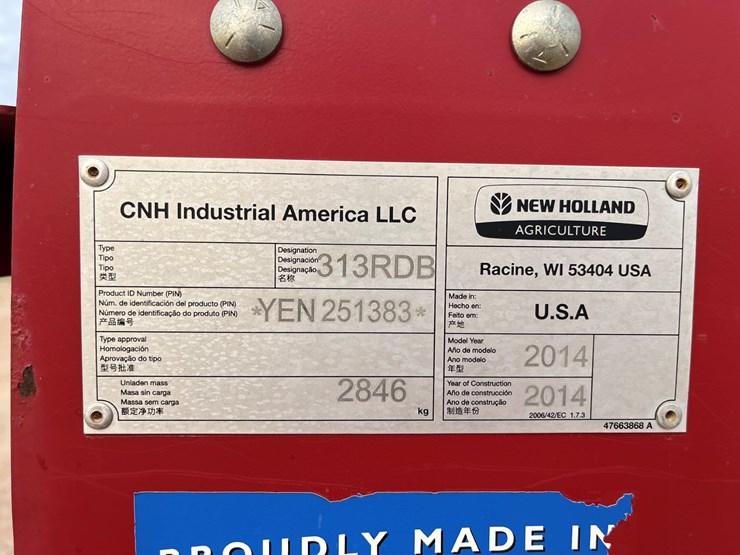 CNH Industrial America LLC
Type
Tipo
Tipo
类型
Designation
Designación
Designação
名称
313RDB
Product ID Number (PIN)
Núm. de identificación del producto (PIN)
Número de identificação do produto (PIN)
产品编号
*YEN251383*
Type approval
Homologación
Aprovação do tipo
型号批准
Unladen mass
Masa sin carga
Massa sem carga
额定净功率
2846
kg
NEW HOLLAND
AGRICULTURE
Racine, WI 53404 USA
Made in:
Hecho en:
Feito em:
产地
U.S.A
Model Year
Año de modelo
Ano modelo
年型
2014
Year of Construction
Año de construcción
Ano de construção
制造年份
2014
2006/42/EC 1.7.3
47663868 A
PROUDLY MADE IN